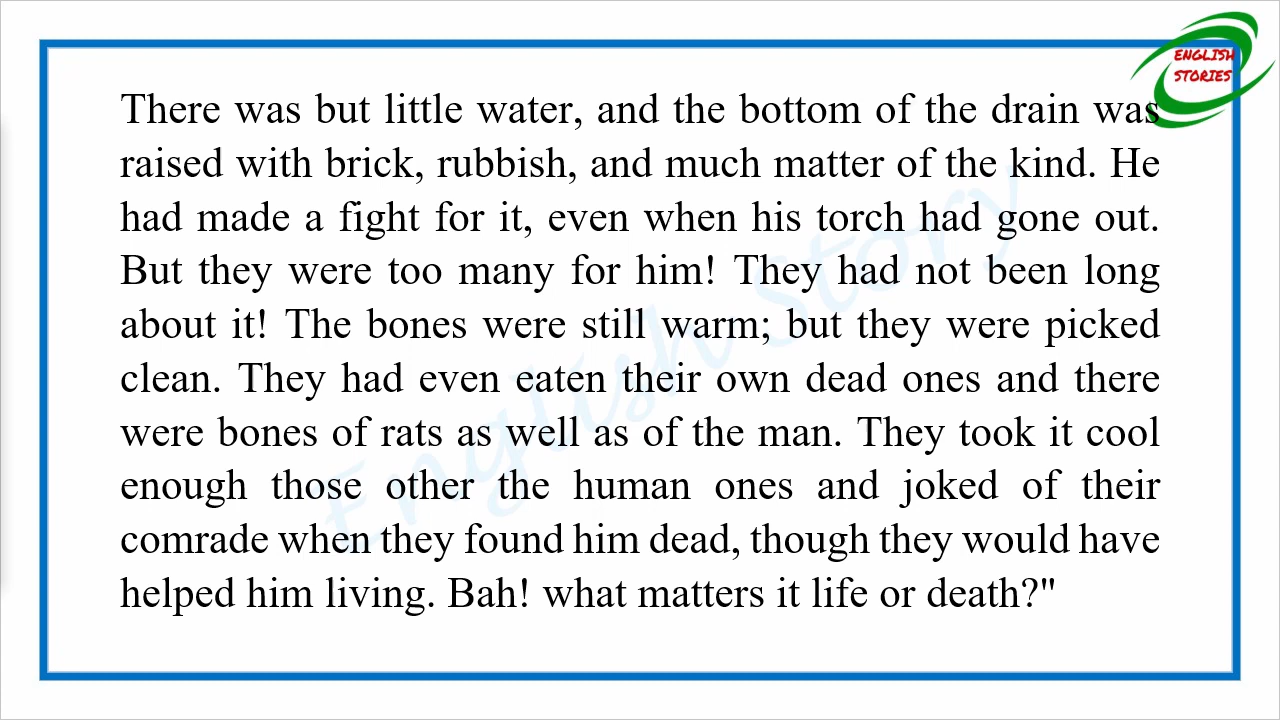 ENGLISH
STORIES
There was but little water, and the bottom of the drain was
raised with brick, rubbish, and much matter of the kind. He
had made a fight for it, even when his torch had gone out.
But they were too many for him! They had not been long
about it! The bones were still warm; but they were picked
clean. They had even eaten their own dead ones and there
were bones of rats as well as of the man. They took it cool
enough those other the human ones and joked of their
comrade when they found him dead, though they would have
helped him living. Bah! what matters it life or death?"
English Story